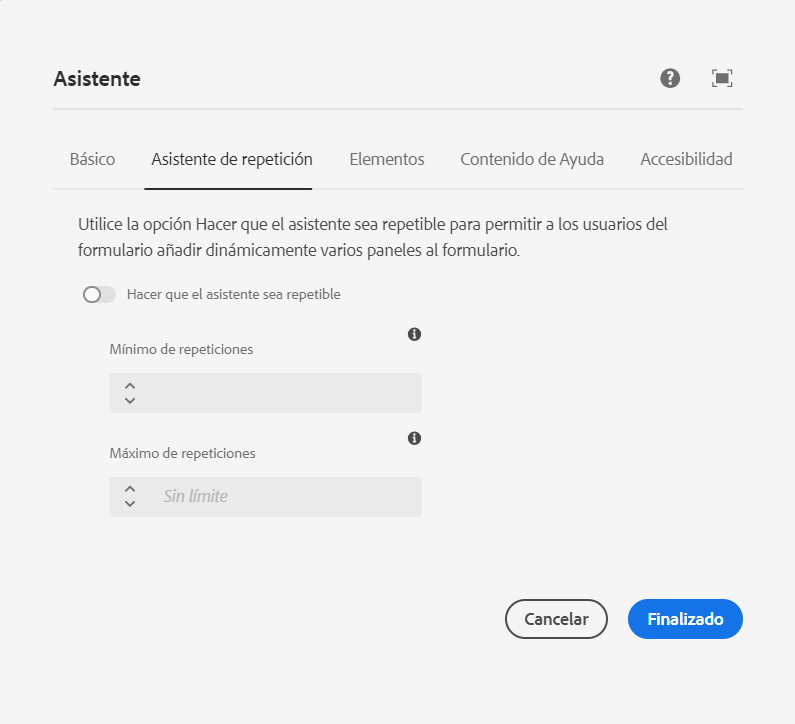 Asistente
Básico
Asistente de repetición
Elementos
Contenido de Ayuda
Accesibilidad
Utilice la opción Hacer que el asistente sea repetible para permitir a los usuarios del
formulario añadir dinámicamente varios paneles al formulario.
Hacer que el asistente sea repetible
Mínimo de repeticiones
Máximo de repeticiones
Sin límite
Cancelar
Finalizado